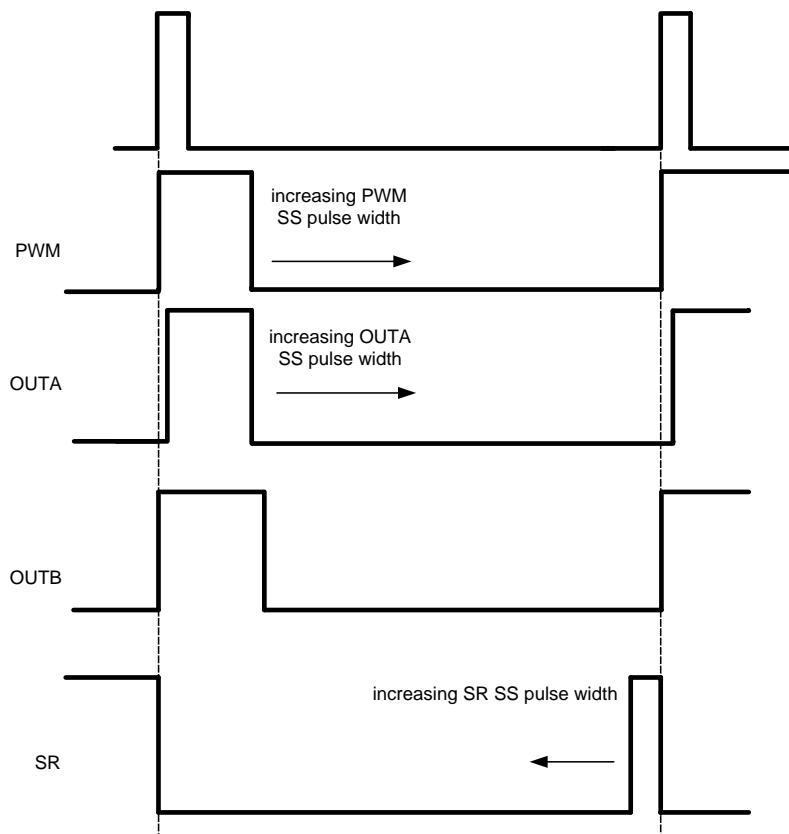 increasing PWM
SS pulse width
PWM
increasing OUTA
SS pulse width
OUTA
OUTB
increasing SR SS pulse width
SR